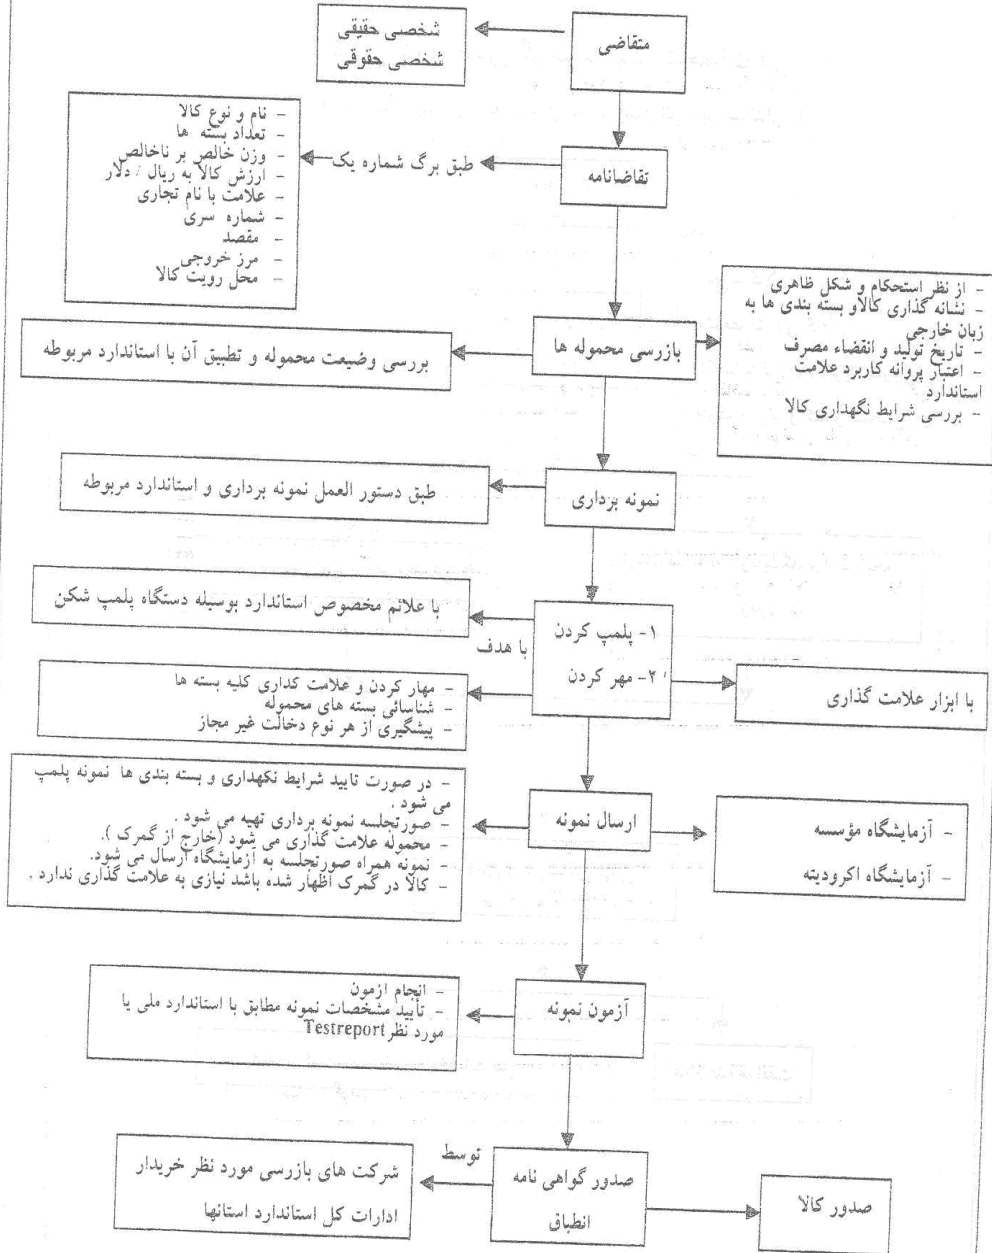 متقاضی
شخصی حقیقی
شخصی حقوقی
تقاضانامه
طبق برگ شماره یک
- نام و نوع کالا
- تعداد بسته ها
- وزن خالص بر ناخالص
- ارزش کالا به ریال / دلار
- علامت با نام تجاری
- شماره سری
- مقصد
- مرز خروجی
- محل رویت کالا
بازرسی محموله ها
- از نظر استحکام و شکل ظاهری
- نشانه گذاری کالاو بسته بندی ها به
زبان خارجی
- تاریخ تولید و انقضاء مصرف
- اعتبار پروانه کاربرد علامت
استاندارد
- بررسی شرایط نگهداری کالا
بررسی وضیعت محموله و تطبیق آن با استاندارد مربوطه
نمونه برداری
طبق دستور العمل نمونه برداری و استاندارد مربوطه
۱- پلمپ کردن
۲- مهر کردن
با علائم مخصوص استاندارد بوسیله دستگاه پلمپ شکن
با هدف
- مهار کردن و علامت کذاری کلیه بسته ها
- شناسائی بسته های محموله
- پیشگیری از هر نوع دخالت غیر مجاز
با ابزار علامت گذاری
ارسال نمونه
- آزمایشگاه مؤسسه
- آزمایشگاه اکرودیته
- در صورت تایید شرایط نکهداری و بسته بندی ها نمونه پلمپ
می شود .
- صورتجلسه نمونه برداری تهیه می شود .
- محموله علامت گذاری می شود (خارج از گمرک ).
- نمونه همراه صورتجلسه به آزمایشگاه ارسال می شود.
- کالا در گمرک اظهار شده باشد نیازی به علامت گذاری ندارد .
آزمون نمونه
- انجام ازمون
- تأیید مشخصات نمونه مطابق با استاندارد ملی یا
مورد نظر Testreport
صدور گواهی نامه
انطباق
توسط
شرکت های بازرسی مورد نظر خریدار
ادارات کل استاندارد استانها
صدور کالا